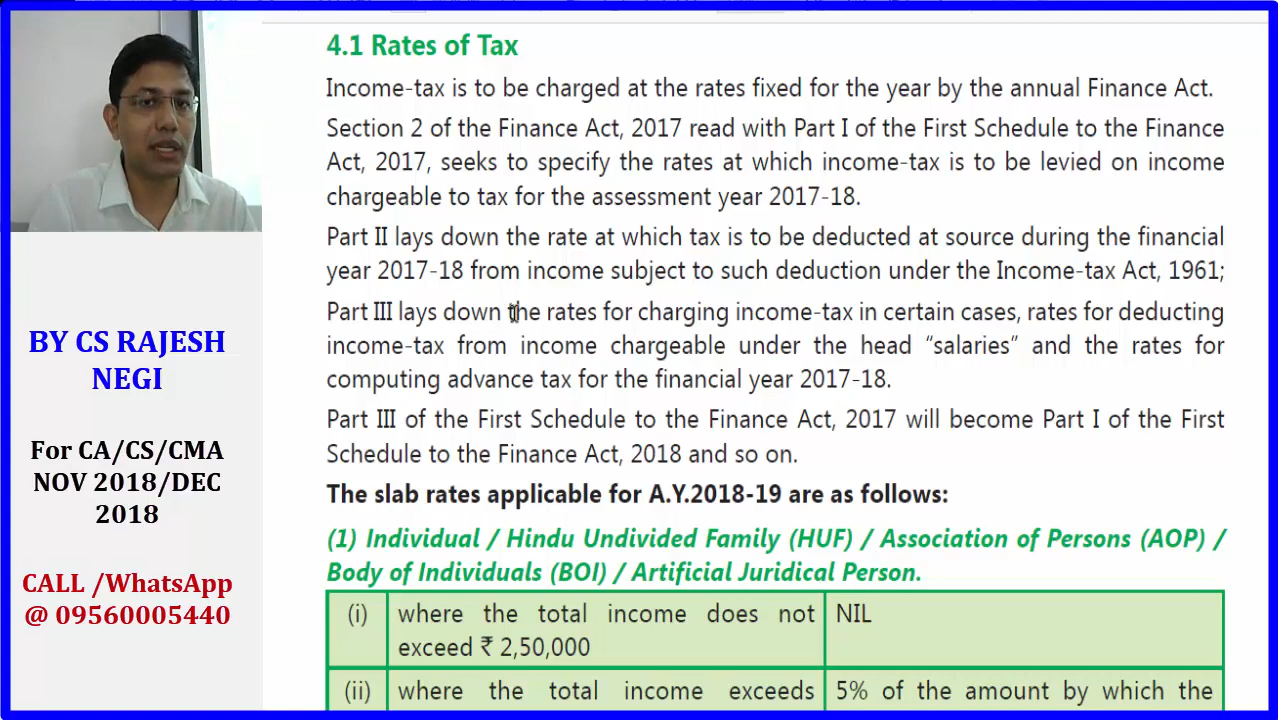 4.1 Rates of Tax
Income-tax is to be charged at the rates fixed for the year by the annual Finance Act.
Section 2 of the Finance Act, 2017 read with Part I of the First Schedule to the Finance
Act, 2017, seeks to specify the rates at which income-tax is to be levied on income
chargeable to tax for the assessment year 2017-18.
Part II lays down the rate at which tax is to be deducted at source during the financial
year 2017-18 from income subject to such deduction under the Income-tax Act, 1961;
Part III lays down the rates for charging income-tax in certain cases, rates for deducting
income-tax from income chargeable under the head “salaries” and the rates for
computing advance tax for the financial year 2017-18.
Part III of the First Schedule to the Finance Act, 2017 will become Part I of the First
Schedule to the Finance Act, 2018 and so on.
The slab rates applicable for A.Y.2018-19 are as follows:
(1) Individual / Hindu Undivided Family (HUF) / Association of Persons (AOP) /
Body of Individuals (BOI) / Artificial Juridical Person.
(i) where the total income does not NIL
exceed ₹ 2,50,000
(ii) where the total income exceeds 5% of the amount by which the
BY CS RAJESH
NEGI
For CA/CS/CMA
NOV 2018/DEC
2018
CALL /WhatsApp
@ 09560005440